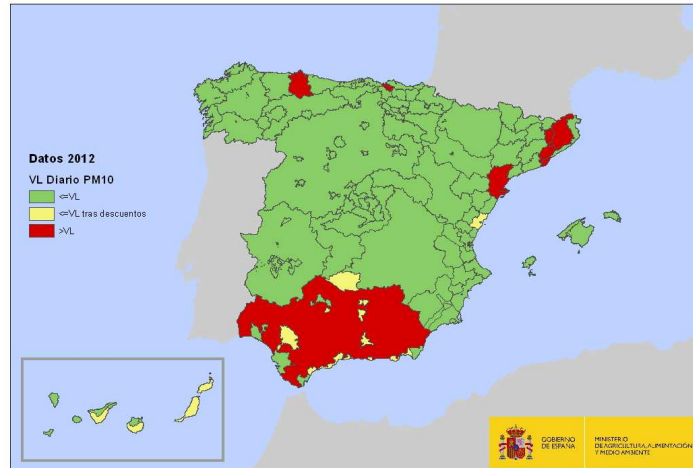 Datos 2012
VL Diario PM10
<=VL
<=VL tras descuentos
>VL
GOBIERNO
DE ESPAÑA
MINISTERIO
DE AGRICULTURA, ALIMENTACIÓN
Y MEDIO AMBIENTE